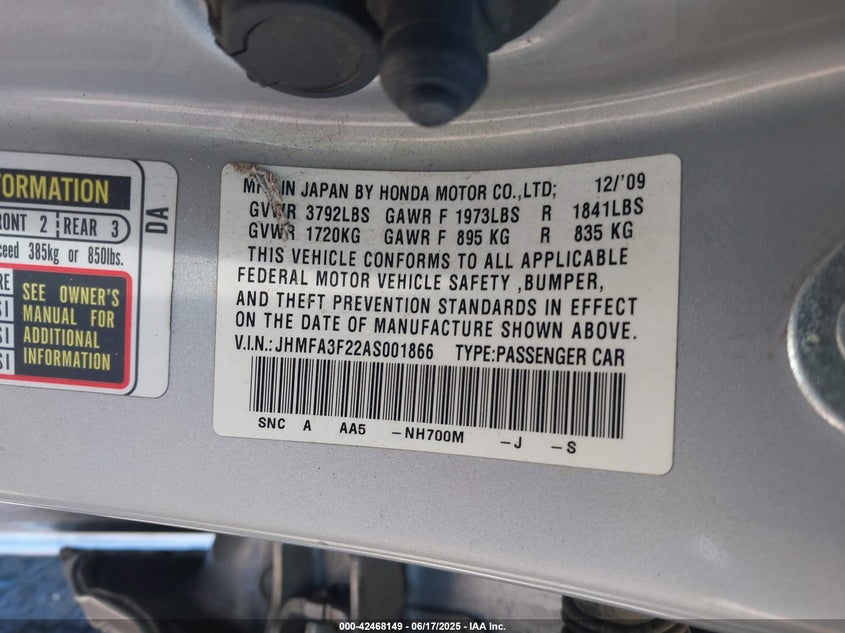 FORMATION
RONT 2 REAR 3
ceed 385kg or 850lbs.
SEE OWNER'S
MANUAL FOR
ADDITIONAL
INFORMATION
DA
IN JAPAN BY HONDA MOTOR CO.,LTD; 12/'09
GVWR 3792LBS GAWR F 1973LBS R 1841LBS
GVWR 1720KG GAWR F 895 KG R 835 KG
THIS VEHICLE CONFORMS TO ALL APPLICABLE
FEDERAL MOTOR VEHICLE SAFETY ,BUMPER,
AND THEFT PREVENTION STANDARDS IN EFFECT
ON THE DATE OF MANUFACTURE SHOWN ABOVE.
V.I.N.: JHMFA3F22AS001866 TYPE:PASSENGER CAR
SNC A AA5 -NH700M -J -S
000-42468149 - 06/17/2025 - IAA Inc.